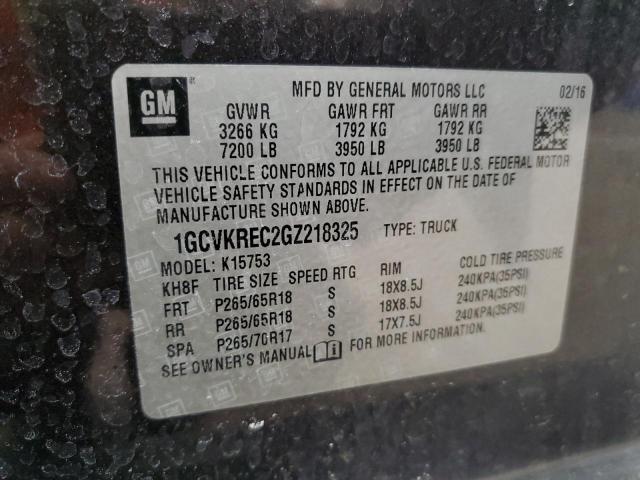 GM
MFD BY GENERAL MOTORS LLC 02/16
GVWR GAWR FRT GAWR RR
3266 KG 1792 KG 1792 KG
7200 LB 3950 LB 3950 LB
THIS VEHICLE CONFORMS TO ALL APPLICABLE U.S. FEDERAL MOTOR
VEHICLE SAFETY STANDARDS IN EFFECT ON THE DATE OF
MANUFACTURE SHOWN ABOVE.
1GCVKREC2GZ218325 TYPE: TRUCK
MODEL: K15753
KH8F TIRE SIZE SPEED RTG RIM COLD TIRE PRESSURE
FRT P265/65R18 S 18X8.5J 240KPA(35PSI)
RR P265/65R18 S 18X8.5J 240KPA(35PSI)
SPA P265/70R17 S 17X7.5J 240KPA(35PSI)
SEE OWNER'S MANUAL FOR MORE INFORMATION.